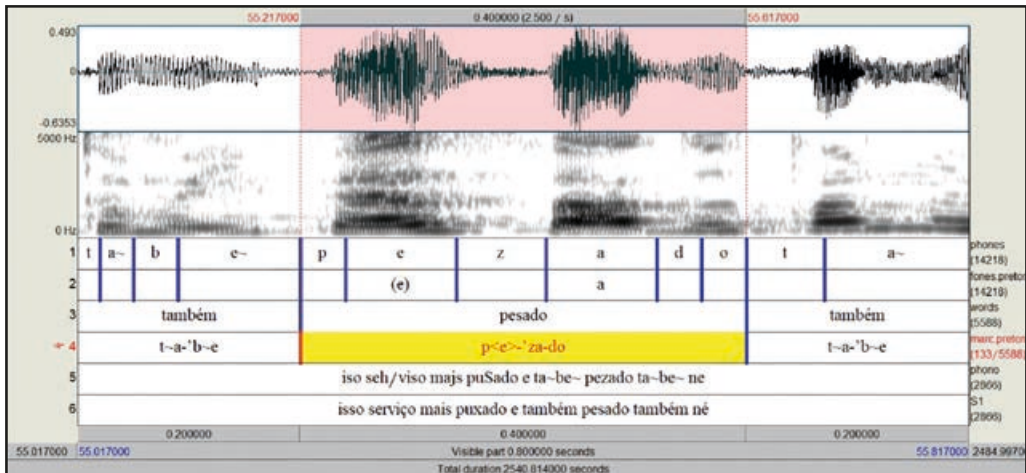 55.217000 0.400000 (2.500 / s) 55.617000
0.493
0
-0.6353
5000 Hz
0 Hz
1 t a~ b e~ p e z a d o t a~ phones (14218)
2 (e) a fones.preton (14218)
3 também pesado também words (5588)
4 t~a-'b~e p<e>-'za-do t~a-'b~e marc.preton (133/5588)
5 iso seh/viso majs puSado e ta~be~ pezado ta~be~ ne phono (2866)
6 isso serviço mais puxado e também pesado também né S1 (2866)
0.200000 0.400000 0.200000
55.017000 55.017000 Visible part 0.800000 seconds 55.817000 2484.9970
Total duration 2540.814000 seconds